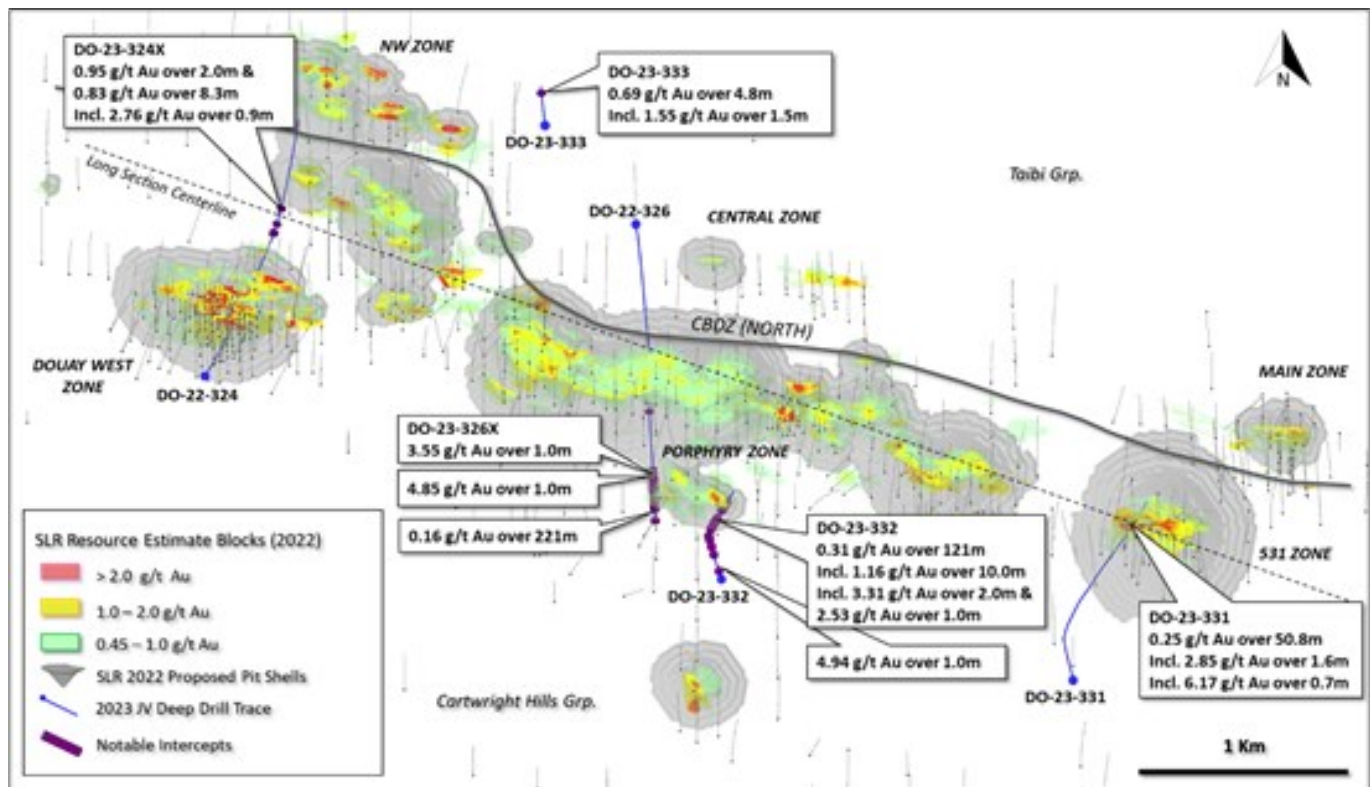 DO-23-324X
0.95 g/t Au over 2.0m &
0.83 g/t Au over 8.3m
Incl. 2.76 g/t Au over 0.9m
NW ZONE
DO-23-333
0.69 g/t Au over 4.8m
Incl. 1.55 g/t Au over 1.5m
DO-23-333
N
Long Section Centerline
Taibi Grp.
DO-22-326
CENTRAL ZONE
CBDZ (NORTH)
DOUAY WEST
ZONE
DO-22-324
MAIN ZONE
DO-23-326X
3.55 g/t Au over 1.0m
4.85 g/t Au over 1.0m
0.16 g/t Au over 221m
PORPHYRY ZONE
DO-23-332
DO-23-332
0.31 g/t Au over 121m
Incl. 1.16 g/t Au over 10.0m
Incl. 3.31 g/t Au over 2.0m &
2.53 g/t Au over 1.0m
4.94 g/t Au over 1.0m
531 ZONE
DO-23-331
0.25 g/t Au over 50.8m
Incl. 2.85 g/t Au over 1.6m
Incl. 6.17 g/t Au over 0.7m
DO-23-331
Cartwright Hills Grp.
1 Km
SLR Resource Estimate Blocks (2022)
> 2.0 g/t Au
1.0 – 2.0 g/t Au
0.45 – 1.0 g/t Au
SLR 2022 Proposed Pit Shells
2023 JV Deep Drill Trace
Notable Intercepts